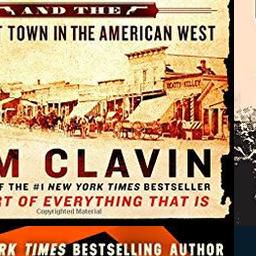 AND THE
T TOWN IN THE AMERICAN WEST
M CLAVIN
OF THE #1 NEW YORK TIMES BESTSELLER
RT OF EVERYTHING THAT IS
Copyrighted Material
RK TIMES BESTSELLING AUTHOR